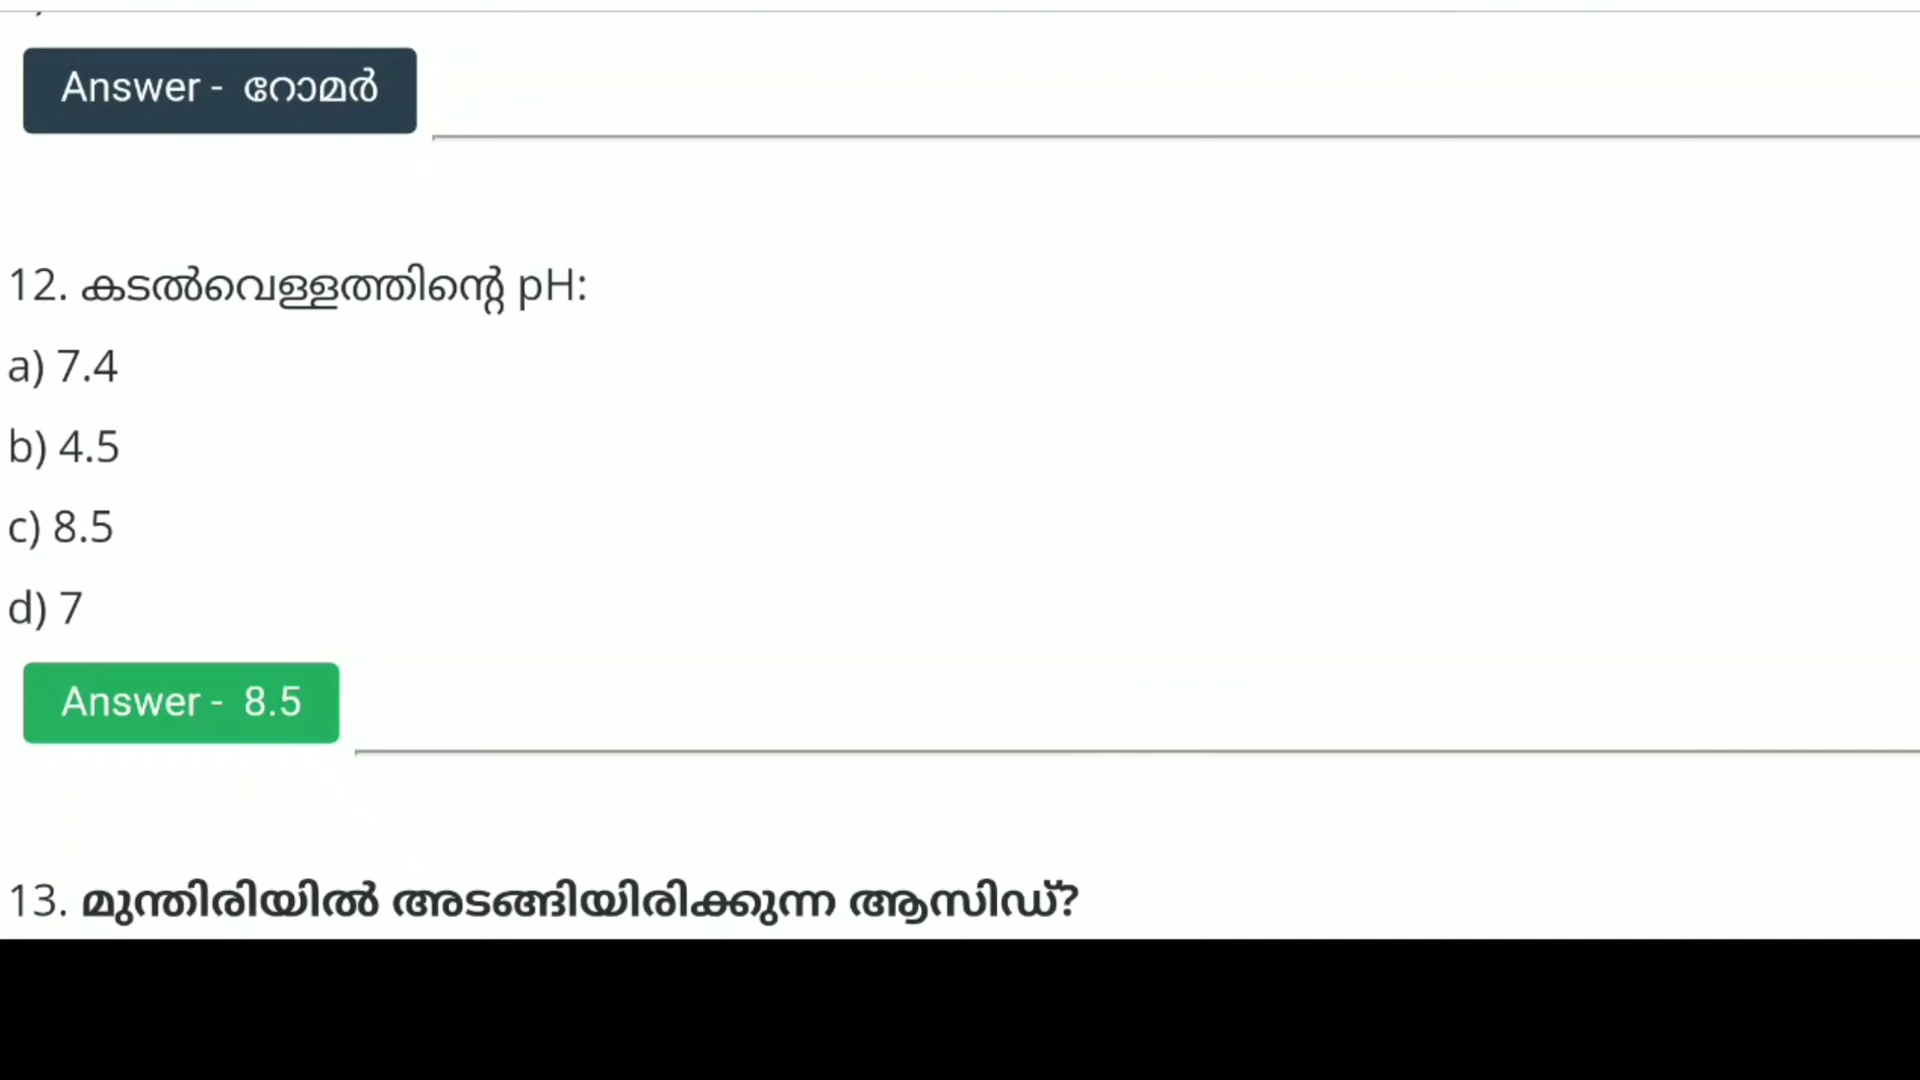 Answer - റോമർ
12. കടൽവെള്ളത്തിന്റെ pH:
a) 7.4
b) 4.5
c) 8.5
d) 7
Answer - 8.5
13. മുന്തിരിയിൽ അടങ്ങിയിരിക്കുന്ന ആസിഡ്?